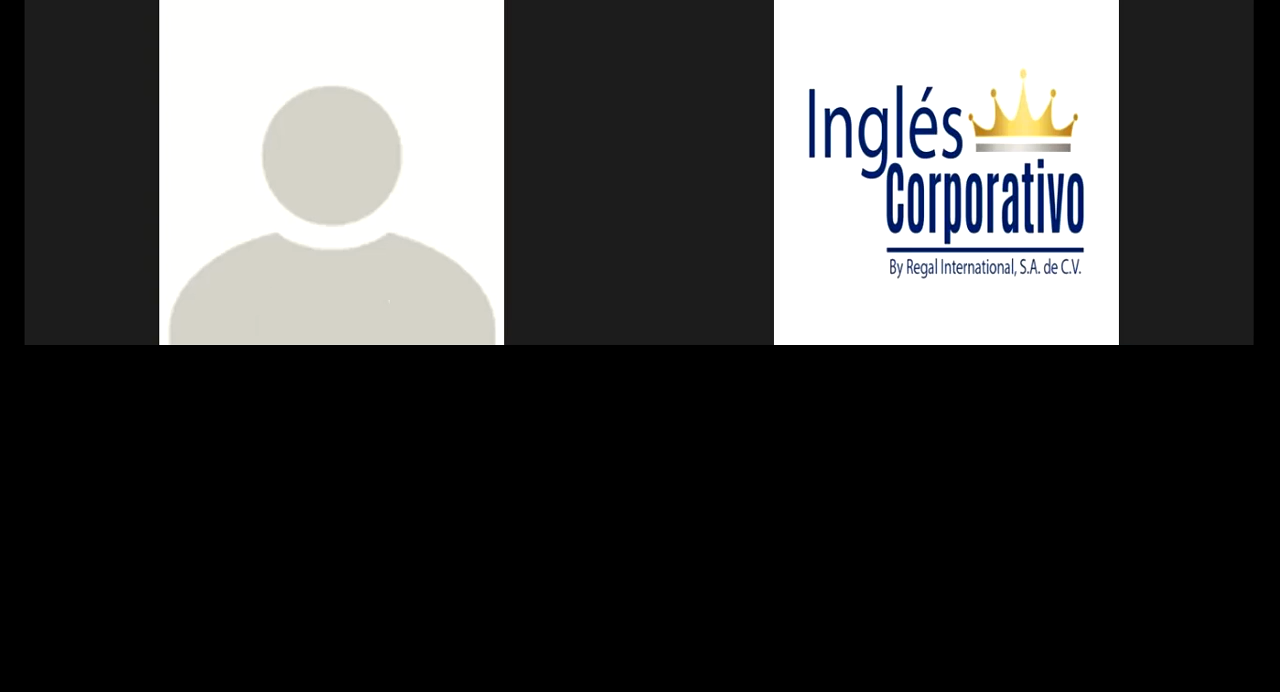 Inglés
Corporativo
By Regal International, S.A. de C.V.